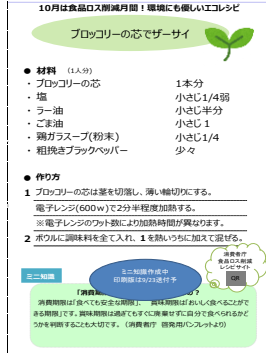 10月は食品ロス削減月間！環境にも優しいエコレシピ
ブロッコリーの芯でザーサイ
● 材料 （1人分）
・ ブロッコリーの芯 1本分
・ 塩 小さじ1/4弱
・ ラー油 小さじ半分
・ ごま油 小さじ１
・ 鶏ガラスープ(粉末) 小さじ1/4
・ 粗挽きブラックペッパー 少々
● 作り方
1 ブロッコリーの芯は茎を切落し、薄い輪切りにする。
電子レンジ(600ｗ)で2分半程度加熱する。
※電子レンジのワット数により加熱時間が異なります。
2 ボウルに調味料を全て入れ、１を熱いうちに加えて混ぜる。
消費者庁
食品ロス削減
レシピサイト
QR
ミニ知識
ミニ知識作成中
印刷版は9/25送付予
「消費期 の？
消費期限は「食べても安全な期限」、 賞味期限は「おいしく食べることがで
きる期限」です。賞味期限は過ぎてもすぐに廃棄せずに自分で食べられるかど
うかを判断することも大切です。（消費者庁 啓発用パンフレットより）